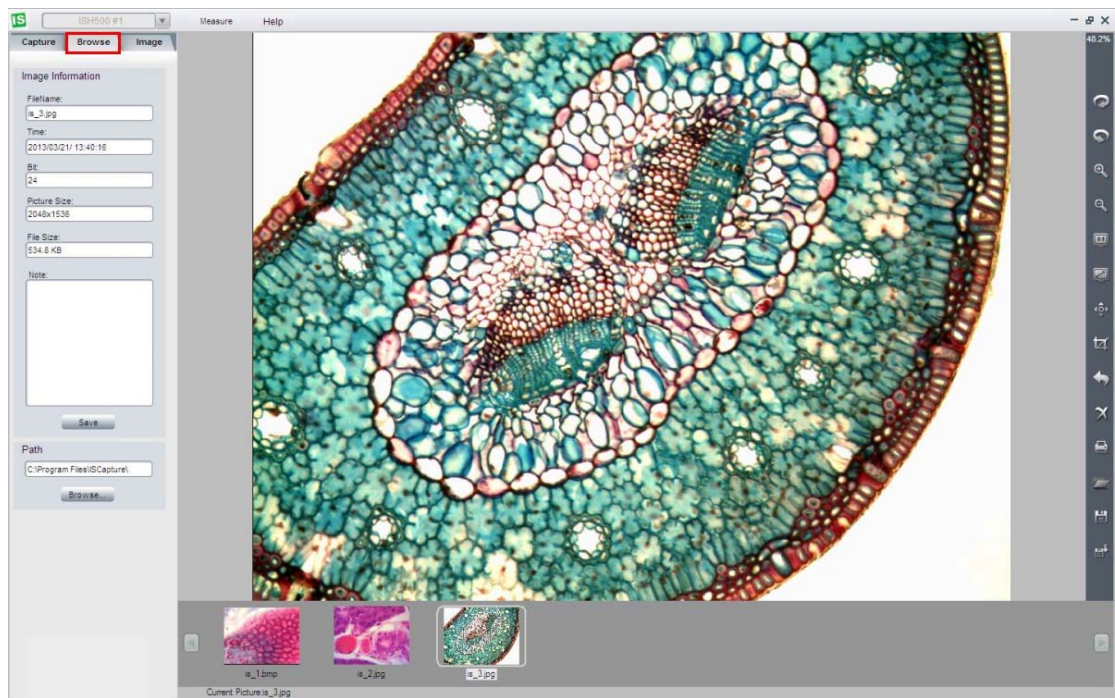 IS
ISH500 #1
Measure
Help
Capture
Browse
Image
48.2%
Image Information
FileName:
is_3.jpg
Time:
2013/03/21/ 13:40:16
Bit:
24
Picture Size:
2048x1536
File Size:
534.8 KB
Note:
Save
Path
C:\Program Files\ISCapture\
Browse...
is_1.bmp
is_2.jpg
is_3.jpg
Current Picture:is_3.jpg